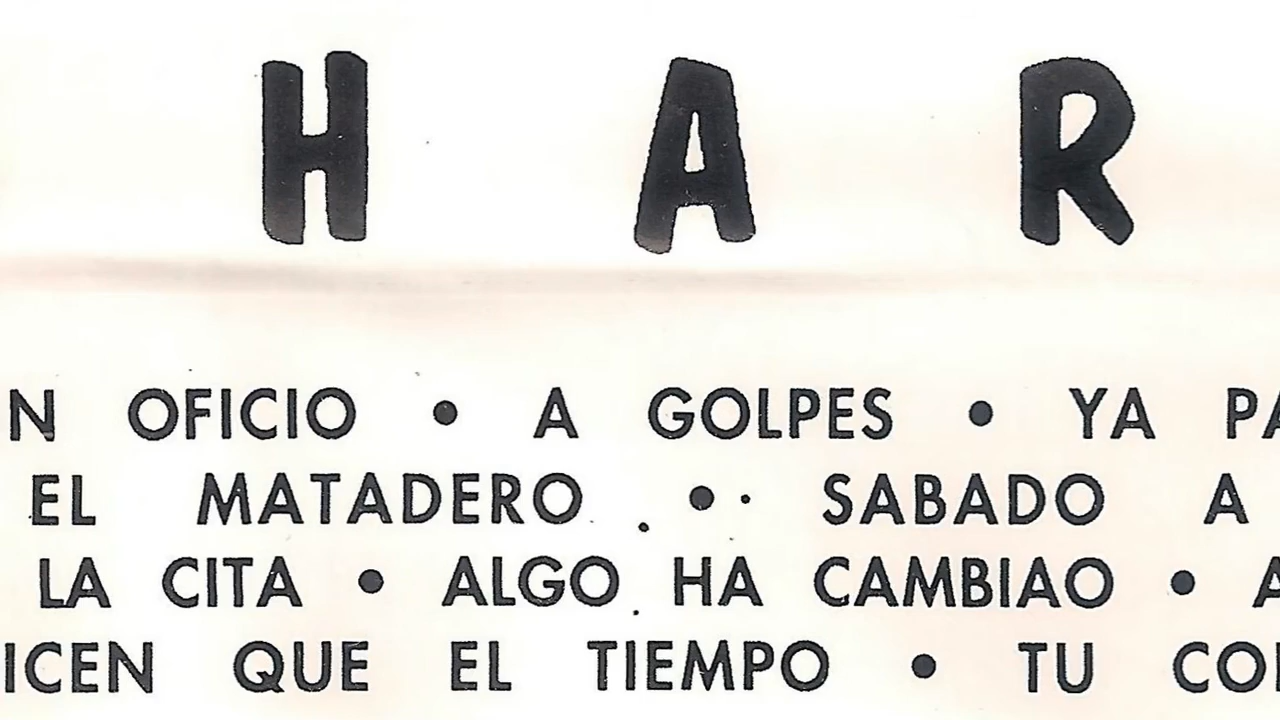 H A R
N OFICIO • A GOLPES • YA PA
EL MATADERO • SABADO A
LA CITA • ALGO HA CAMBIAO • A
ICEN QUE EL TIEMPO • TU CO